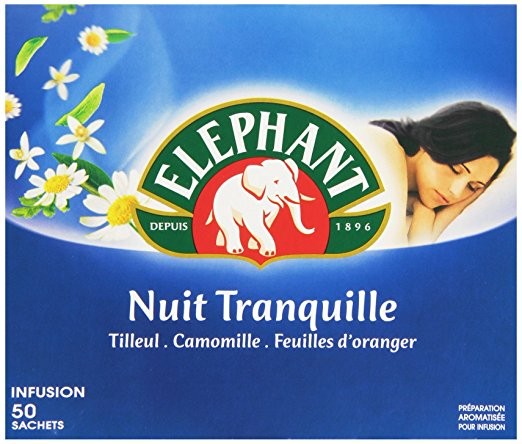 ELEPHANT
DEPUIS 1896
Nuit Tranquille
Tilleul . Camomille . Feuilles d'oranger
INFUSION
50
SACHETS
PRÉPARATION
AROMATISÉE
POUR INFUSION